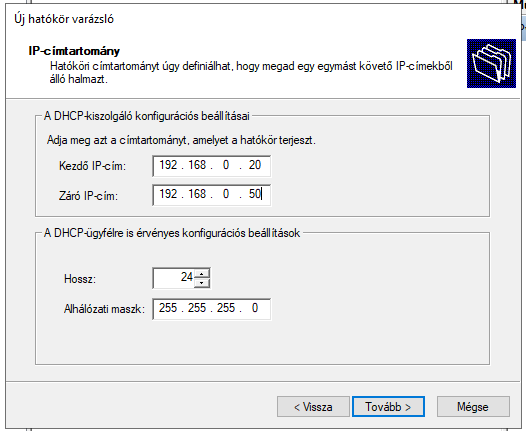 Új hatókör varázsló
IP-címtartomány
Hatóköri címtartományt úgy definiálhat, hogy megad egy egymást követő IP-címekből
álló halmazt.
A DHCP-kiszolgáló konfigurációs beállításai
Adja meg azt a címtartományt, amelyet a hatókör terjeszt.
Kezdő IP-cím: 192 . 168 . 0 . 20
Záró IP-cím: 192 . 168 . 0 . 50
A DHCP-ügyfélre is érvényes konfigurációs beállítások
Hossz: 24
Alhálózati maszk: 255 . 255 . 255 . 0
< Vissza Tovább > Mégse